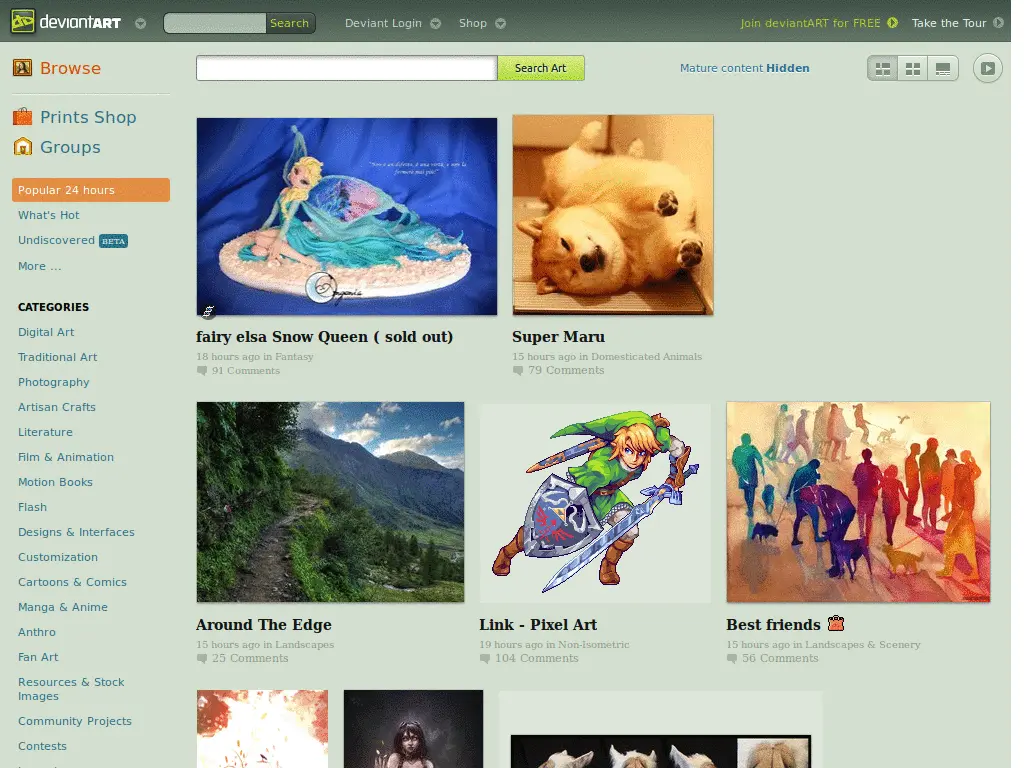 deviantART
Search
Deviant Login
Shop
Join deviantART for FREE
Take the Tour
Browse
Search Art
Mature content Hidden
Prints Shop
Groups
Popular 24 hours
What's Hot
Undiscovered BETA
More ...
CATEGORIES
Digital Art
Traditional Art
Photography
Artisan Crafts
Literature
Film & Animation
Motion Books
Flash
Designs & Interfaces
Customization
Cartoons & Comics
Manga & Anime
Anthro
Fan Art
Resources & Stock
Images
Community Projects
Contests
fairy elsa Snow Queen ( sold out)
18 hours ago in Fantasy
91 Comments
Super Maru
15 hours ago in Domesticated Animals
79 Comments
Around The Edge
15 hours ago in Landscapes
25 Comments
Link - Pixel Art
19 hours ago in Non-Isometric
104 Comments
Best friends
15 hours ago in Landscapes & Scenery
56 Comments